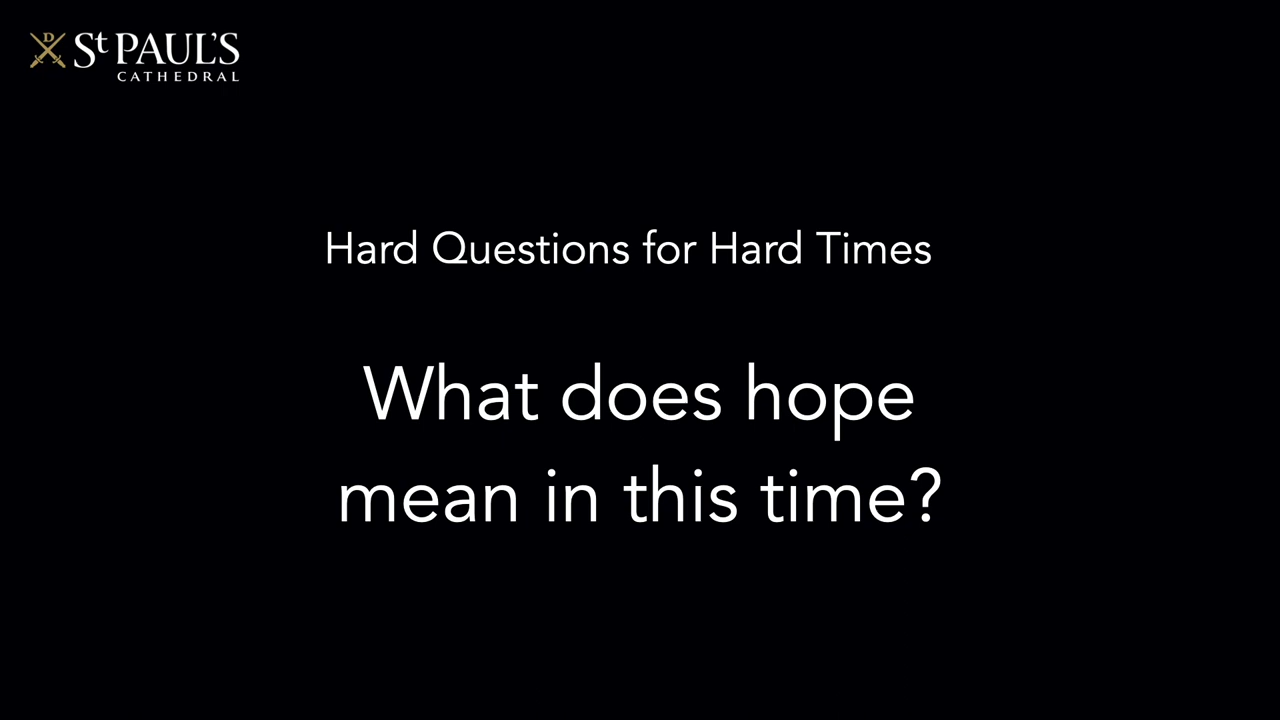 St PAUL'S
CATHEDRAL
Hard Questions for Hard Times
What does hope
mean in this time?